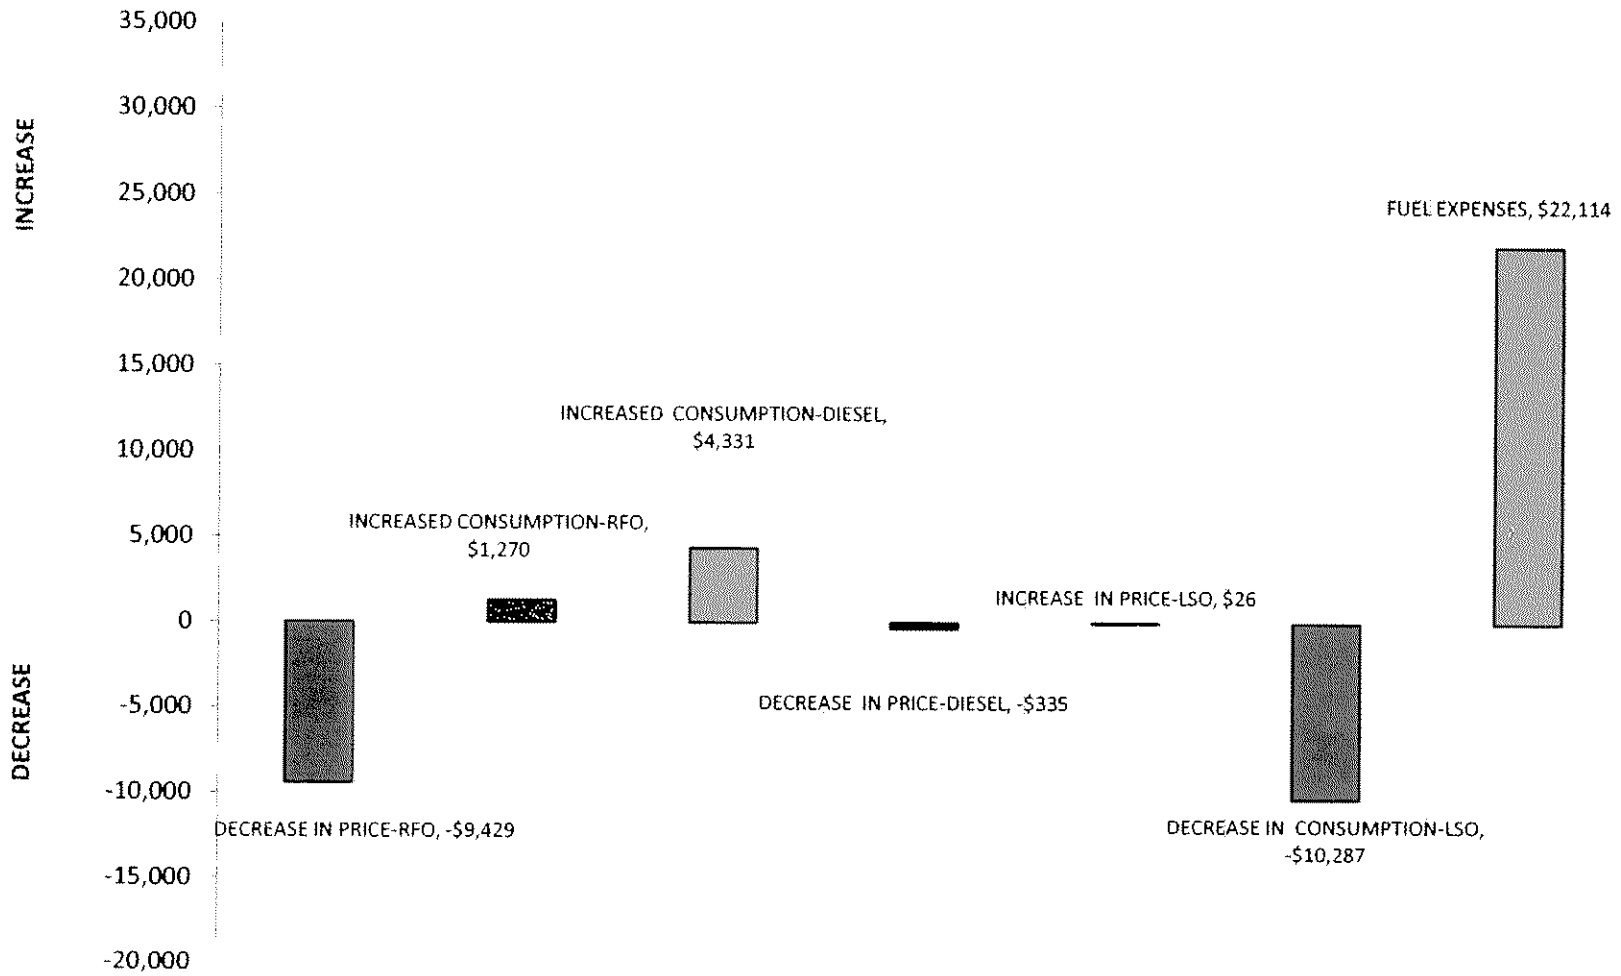 35,000
30,000
25,000
20,000
15,000
10,000
5,000
0
-5,000
-10,000
-15,000
-20,000
INCREASE
DECREASE
DECREASE IN PRICE-RFO, -$9,429
INCREASED CONSUMPTION-RFO,
$1,270
INCREASED CONSUMPTION-DIESEL,
$4,331
DECREASE IN PRICE-DIESEL, -$335
INCREASE IN PRICE-LSO, $26
DECREASE IN CONSUMPTION-LSO,
-$10,287
FUEL EXPENSES, $22,114